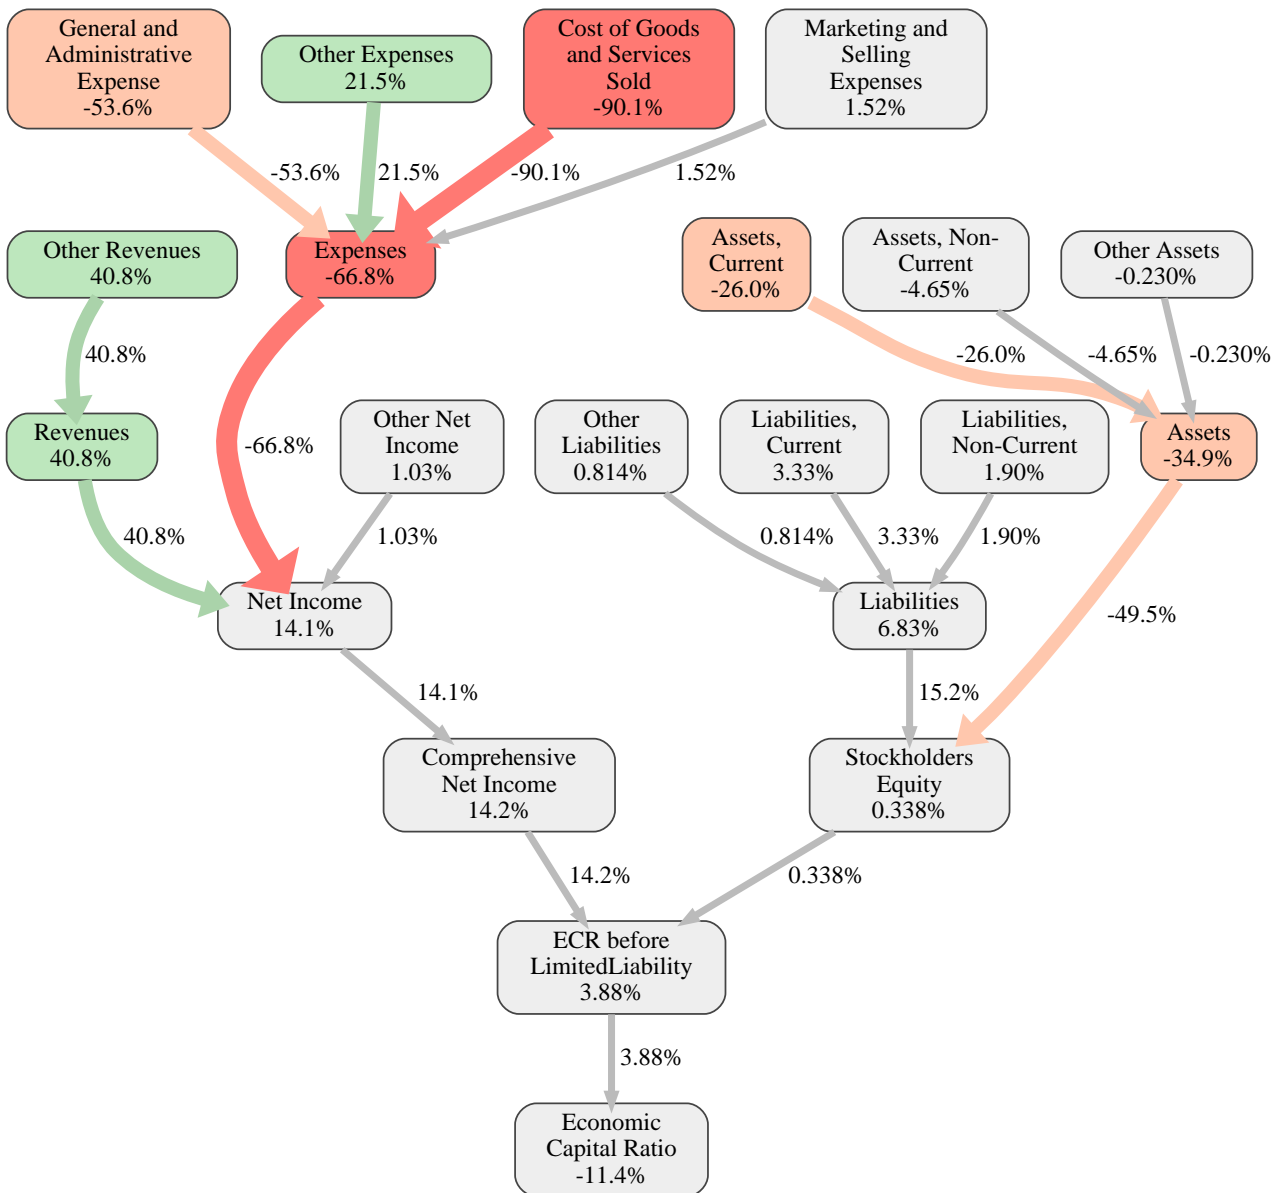 General and
Administrative
Expense
-53.6%
Other Expenses
21.5%
Cost of Goods
and Services
Sold
-90.1%
Marketing and
Selling
Expenses
1.52%
-53.6%
21.5%
-90.1%
1.52%
Other Revenues
40.8%
Expenses
-66.8%
Assets,
Current
-26.0%
Assets, Non-
Current
-4.65%
Other Assets
-0.230%
40.8%
-26.0%
-4.65%
-0.230%
Revenues
40.8%
-66.8%
Other Net
Income
1.03%
Other
Liabilities
0.814%
Liabilities,
Current
3.33%
Liabilities,
Non-Current
1.90%
Assets
-34.9%
40.8%
1.03%
0.814%
3.33%
1.90%
Net Income
14.1%
Liabilities
6.83%
-49.5%
14.1%
15.2%
Comprehensive
Net Income
14.2%
Stockholders
Equity
0.338%
14.2%
0.338%
ECR before
LimitedLiability
3.88%
3.88%
Economic
Capital Ratio
-11.4%